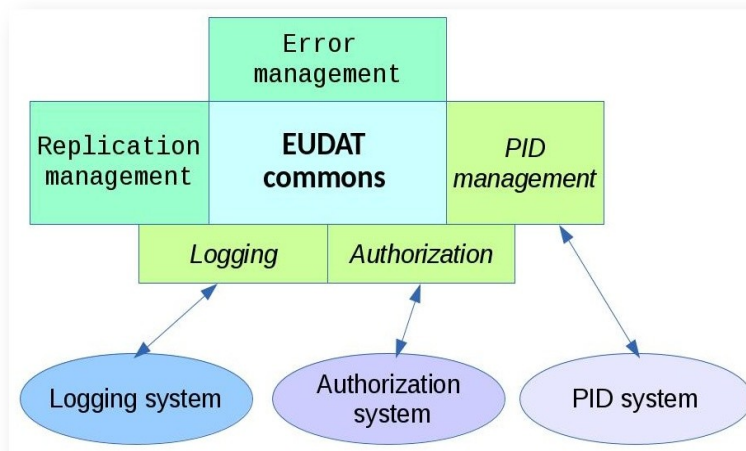 Error
management
Replication
management
EUDAT
commons
PID
management
Logging
Authorization
Logging system
Authorization
system
PID system